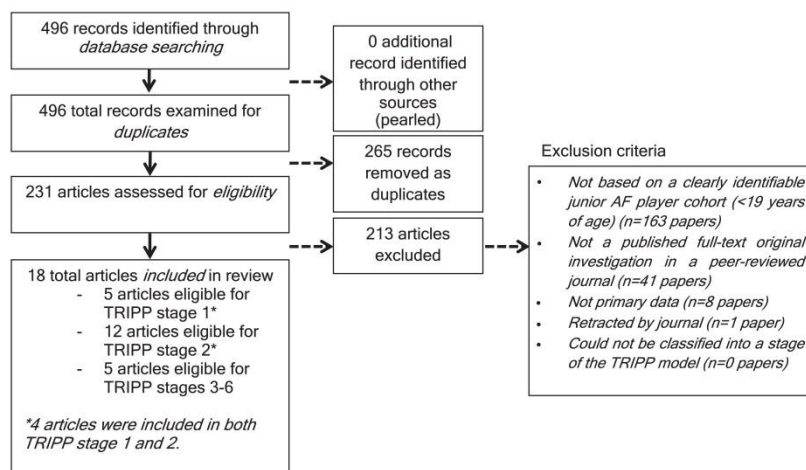 496 records identified through
database searching
0 additional
record identified
through other
sources
(pearled)
496 total records examined for
duplicates
265 records
removed as
duplicates
231 articles assessed for eligibility
213 articles
excluded
18 total articles included in review
- 5 articles eligible for
TRIPP stage 1*
- 12 articles eligible for
TRIPP stage 2*
- 5 articles eligible for
TRIPP stages 3-6
*4 articles were included in both
TRIPP stage 1 and 2.
Exclusion criteria
• Not based on a clearly identifiable
junior AF player cohort (<19 years
of age) (n=163 papers)
• Not a published full-text original
investigation in a peer-reviewed
journal (n=41 papers)
• Not primary data (n=8 papers)
• Retracted by journal (n=1 paper)
• Could not be classified into a stage
of the TRIPP model (n=0 papers)